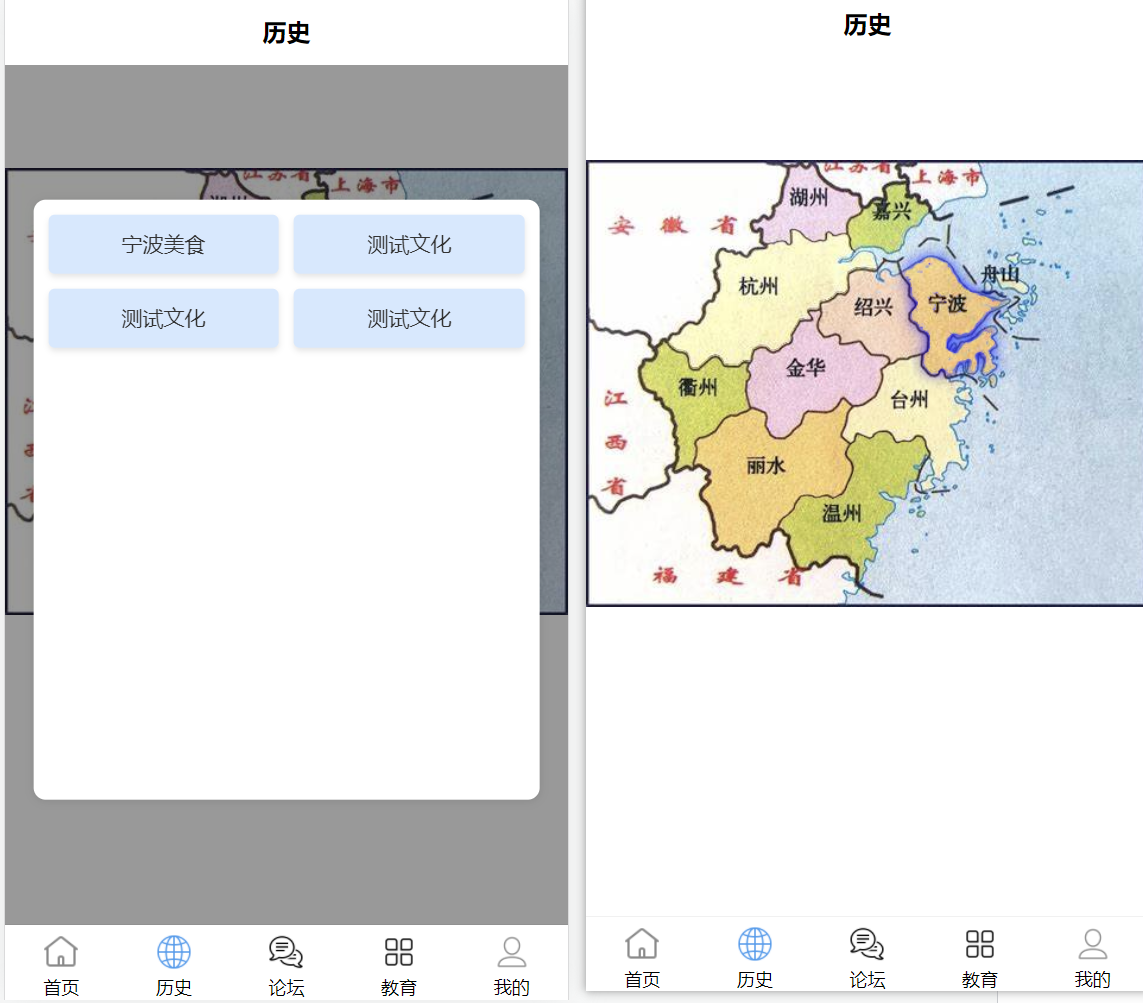 历史
江苏省
上海市
宁波美食
测试文化
测试文化
测试文化
江
西
省
首页
历史
论坛
教育
我的
历史
江苏省
上海市
湖州
嘉兴
安徽省
杭州
舟山
绍兴
宁波
金华
衢州
台州
江
西
省
丽水
温州
福建省
首页
历史
论坛
教育
我的